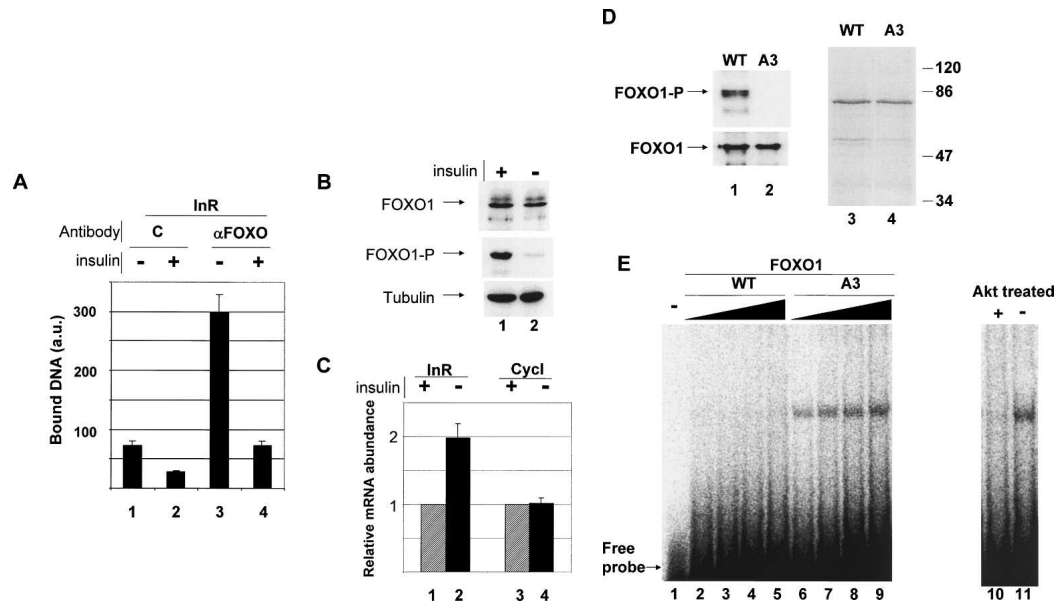 A
InR
Antibody C αFOXO
insulin - + - +
Bound DNA (a.u.)
300
200
100
1 2 3 4
B
insulin + -
FOXO1
FOXO1-P
Tubulin
1 2
C
InR CycI
insulin + - + -
Relative mRNA abundance
2
1
1 2 3 4
D
WT A3
FOXO1-P
FOXO1
1 2
WT A3
120
86
47
34
3 4
E
FOXO1
- WT A3
Free
probe
1 2 3 4 5 6 7 8 9
Akt treated
+ -
10 11